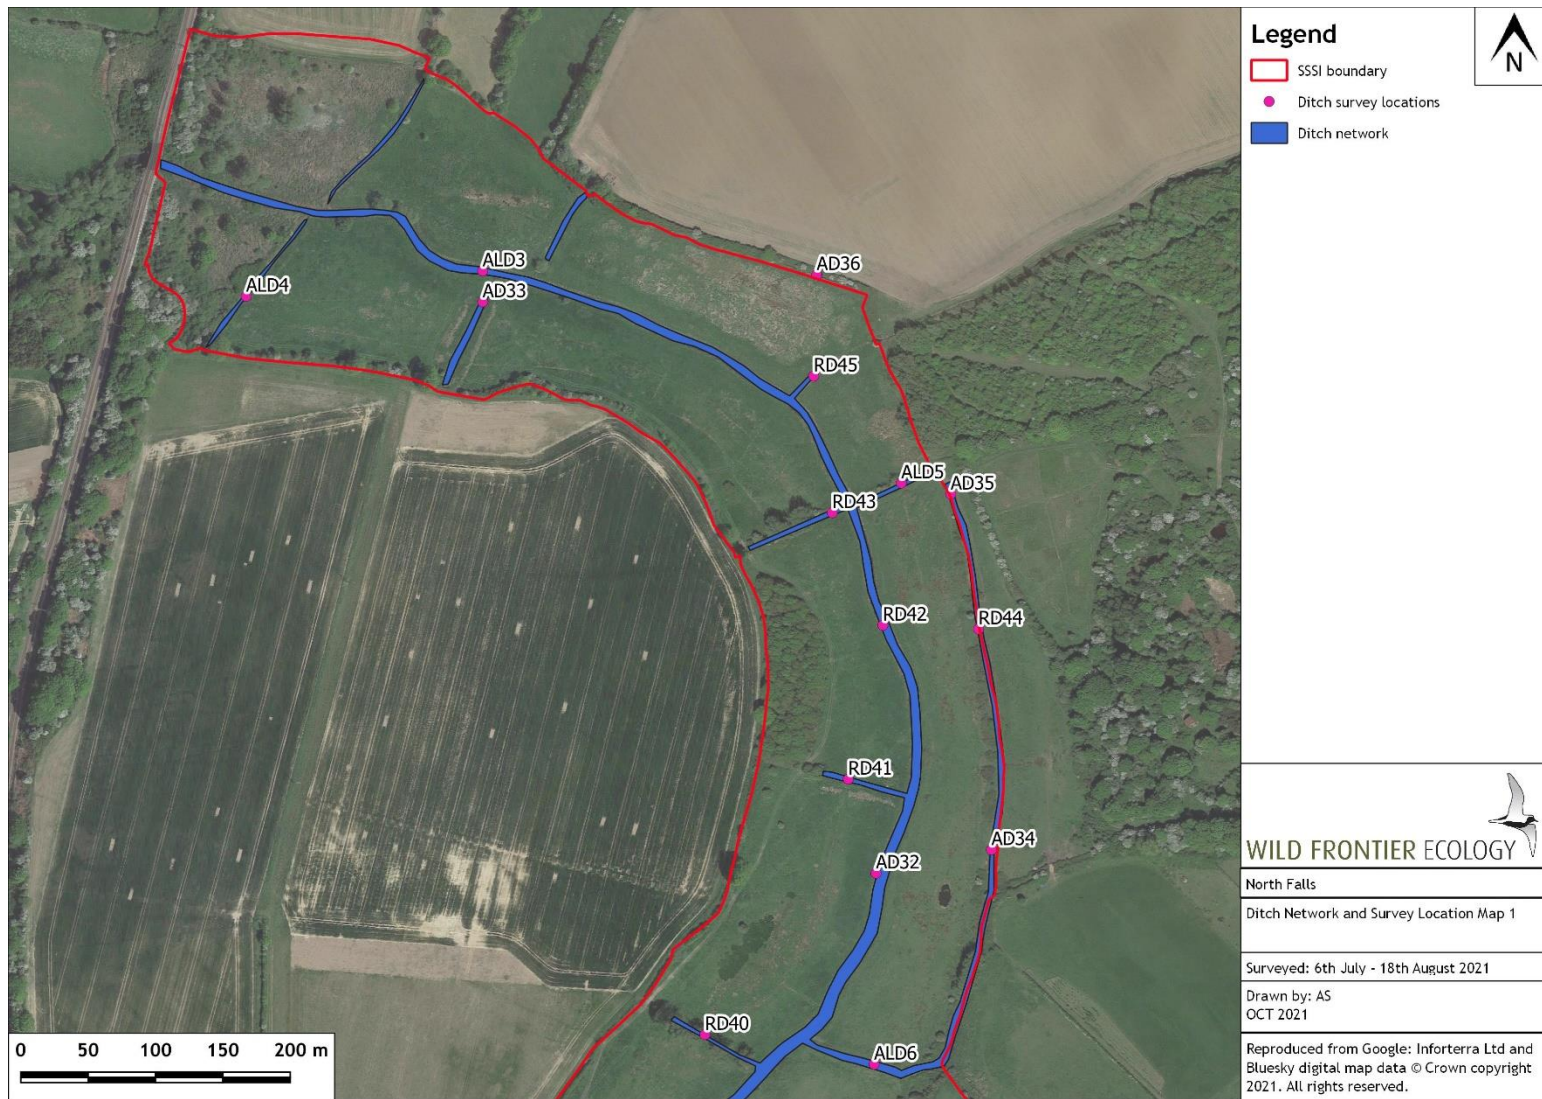 Legend
SSSI boundary
Ditch survey locations
Ditch network
N
ALD3
AD33
ALD4
AD36
RD45
ALD5
AD35
RD43
RD42
RD44
RD41
AD34
AD32
RD40
ALD6
0 50 100 150 200 m
WILD FRONTIER ECOLOGY
North Falls
Ditch Network and Survey Location Map 1
Surveyed: 6th July - 18th August 2021
Drawn by: AS
OCT 2021
Reproduced from Google: Inforterra Ltd and
Bluesky digital map data © Crown copyright
2021. All rights reserved.